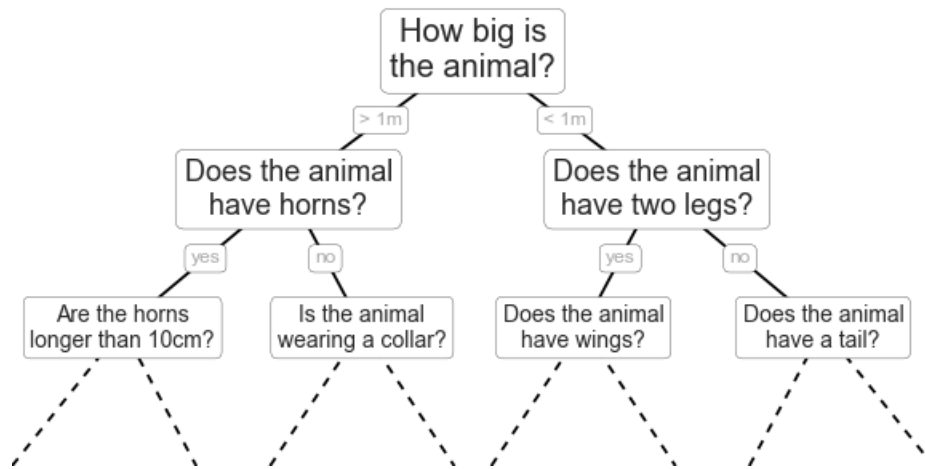 How big is
the animal?
> 1m
< 1m
Does the animal
have horns?
Does the animal
have two legs?
yes
no
yes
no
Are the horns
longer than 10cm?
Is the animal
wearing a collar?
Does the animal
have wings?
Does the animal
have a tail?